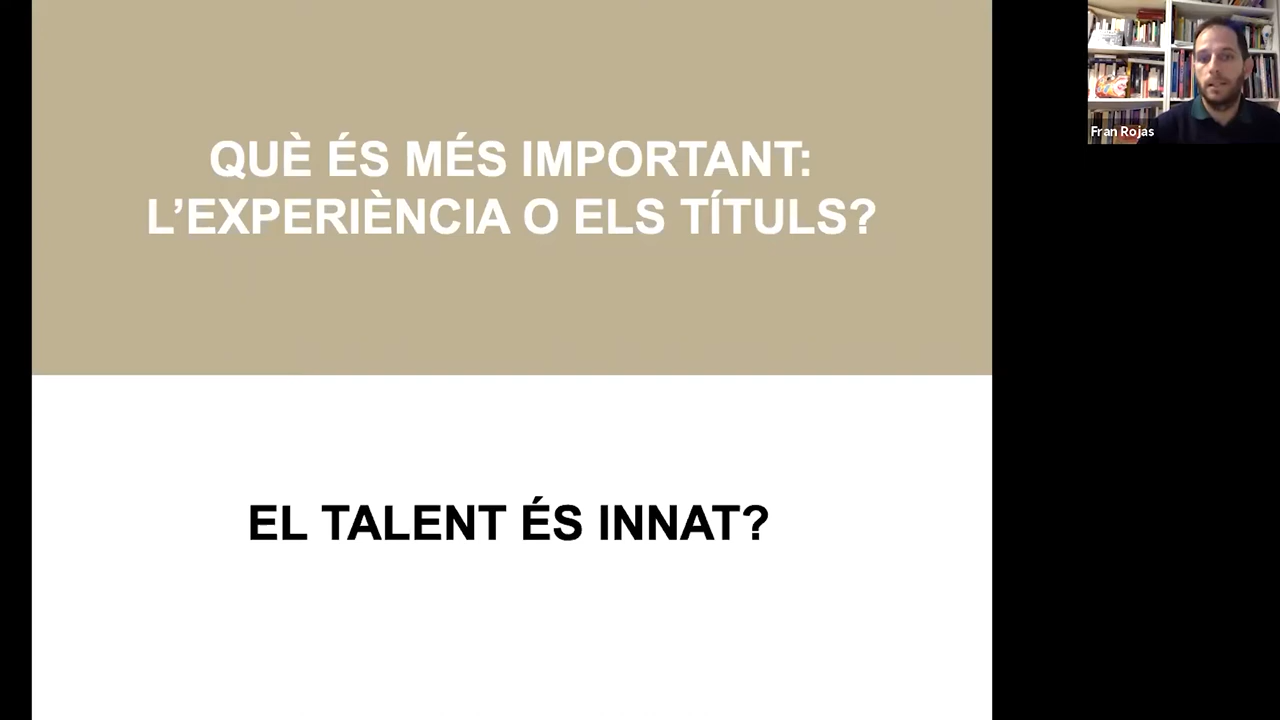 QUÈ ÉS MÉS IMPORTANT:
L’EXPERIÈNCIA O ELS TÍTULS?
EL TALENT ÉS INNAT?
Fran Rojas